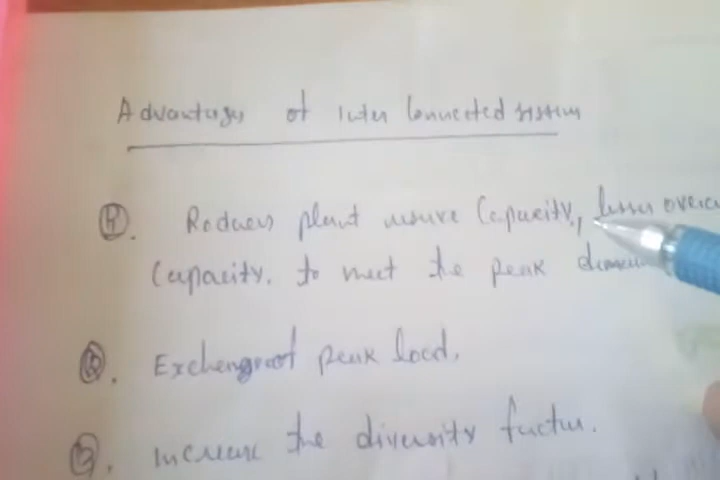 Advantages of inter Connected system
①. Reduces plant reserve Capacity, lesser overall
Capacity. to meet the peak deman
②. Exchange of peak load.
③. increase the diversity factor.